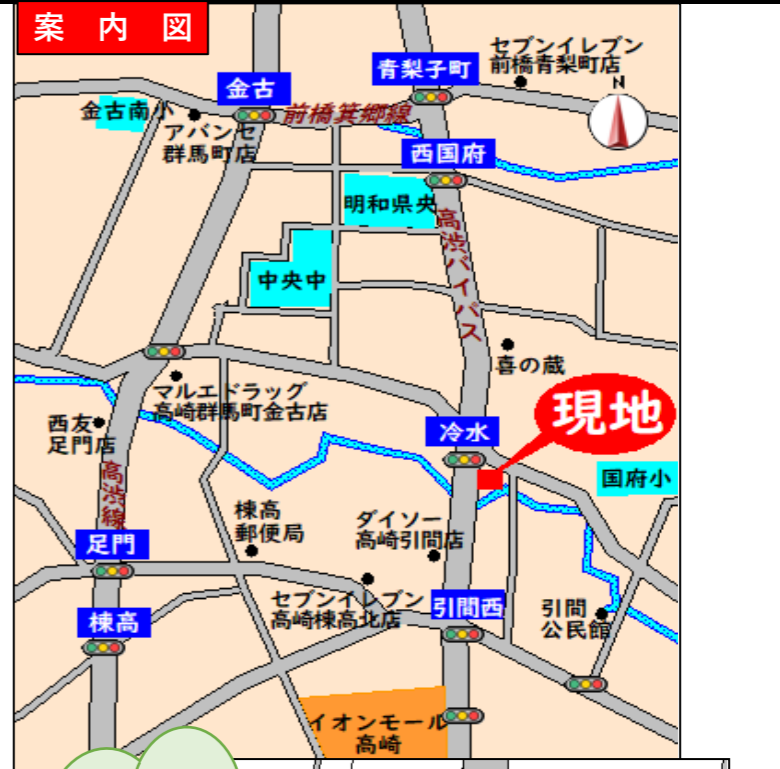 案内図
セブンイレブン
前橋青梨町店
青梨子町
金古
N
金古南小
前橋箕郷線
アバンセ
群馬町店
西国府
明和県央
高渋バイパス
中央中
喜の蔵
マルエドラッグ
高崎群馬町金古店
現地
西友
足門店
冷水
高渋線
国府小
棟高
郵便局
ダイソー
高崎引間店
足門
セブンイレブン
高崎棟高北店
引間西
引間
公民館
棟高
イオンモール
高崎